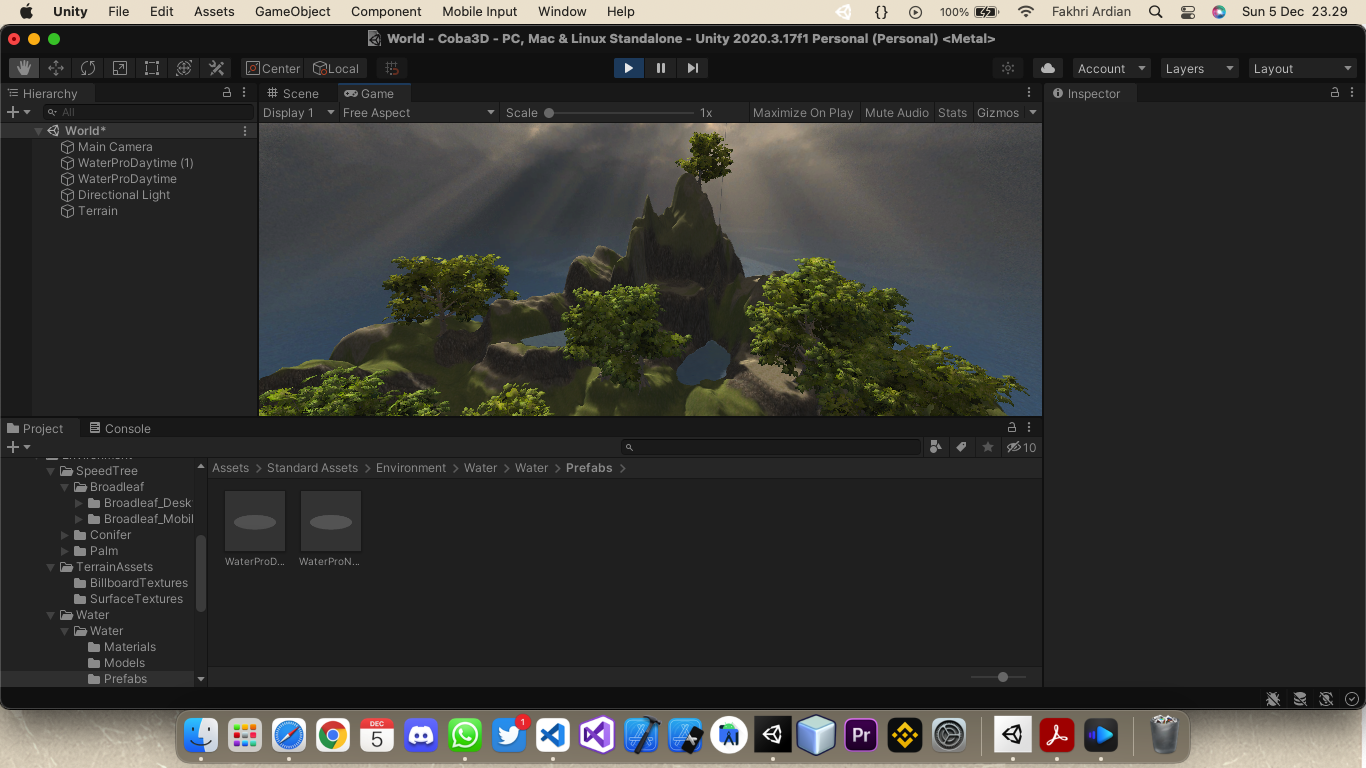 Unity File Edit Assets GameObject Component Mobile Input Window Help {} 100% Fakhri Ardian Sun 5 Dec 23.29
World - Coba3D - PC, Mac & Linux Standalone - Unity 2020.3.17f1 Personal (Personal) <Metal>
Center Local Account Layers Layout
Hierarchy Scene Game Inspector
All Display 1 Free Aspect Scale 1x Maximize On Play Mute Audio Stats Gizmos
World*
Main Camera
WaterProDaytime (1)
WaterProDaytime
Directional Light
Terrain
Project Console
10
SpeedTree
Broadleaf
Broadleaf_Desk
Broadleaf_Mobil
Conifer
Palm
TerrainAssets
BillboardTextures
SurfaceTextures
Water
Water
Materials
Models
Prefabs
Assets > Standard Assets > Environment > Water > Water > Prefabs >
WaterProD... WaterProN...
DEC
5
1
Pr